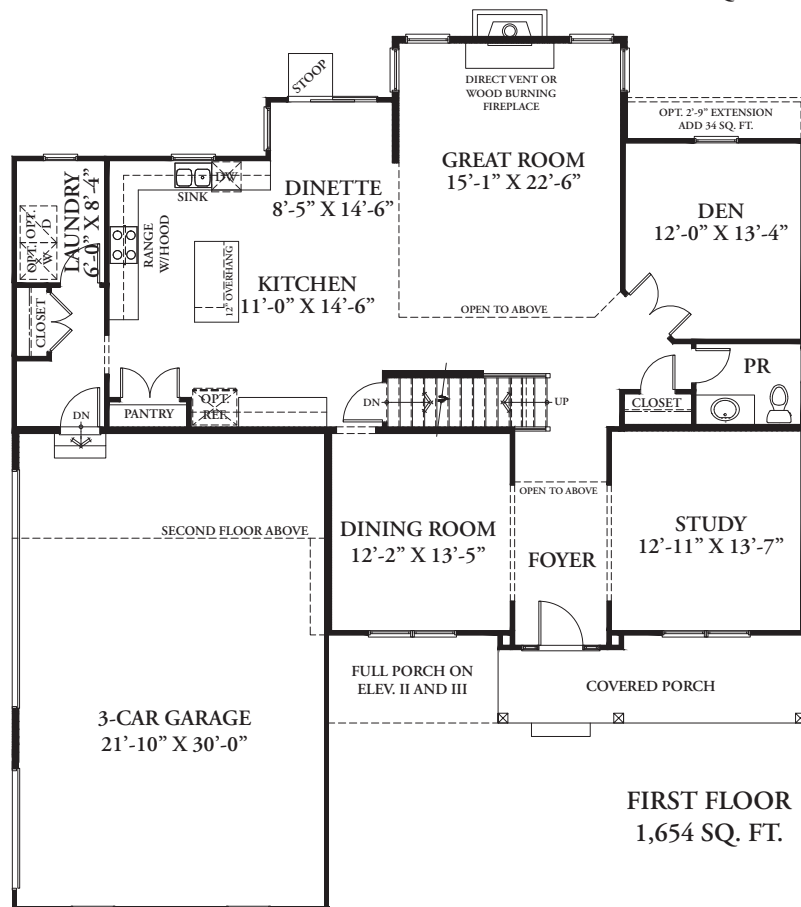 STOOP
DIRECT VENT OR
WOOD BURNING
FIREPLACE
OPT. 2'-9" EXTENSION
ADD 34 SQ. FT.
GREAT ROOM
15'-1" X 22'-6"
DINETTE
8'-5" X 14'-6"
DW
SINK
LAUNDRY
6'-0" X 8'-4"
OPT. OPT.
W D
RANGE
W/HOOD
DEN
12'-0" X 13'-4"
KITCHEN
11'-0" X 14'-6"
12" OVERHANG
CLOSET
OPEN TO ABOVE
PR
OPT.
REF.
PANTRY
DN
DN
UP
CLOSET
OPEN TO ABOVE
SECOND FLOOR ABOVE
DINING ROOM
12'-2" X 13'-5"
FOYER
STUDY
12'-11" X 13'-7"
FULL PORCH ON
ELEV. II AND III
COVERED PORCH
3-CAR GARAGE
21'-10" X 30'-0"
FIRST FLOOR
1,654 SQ. FT.